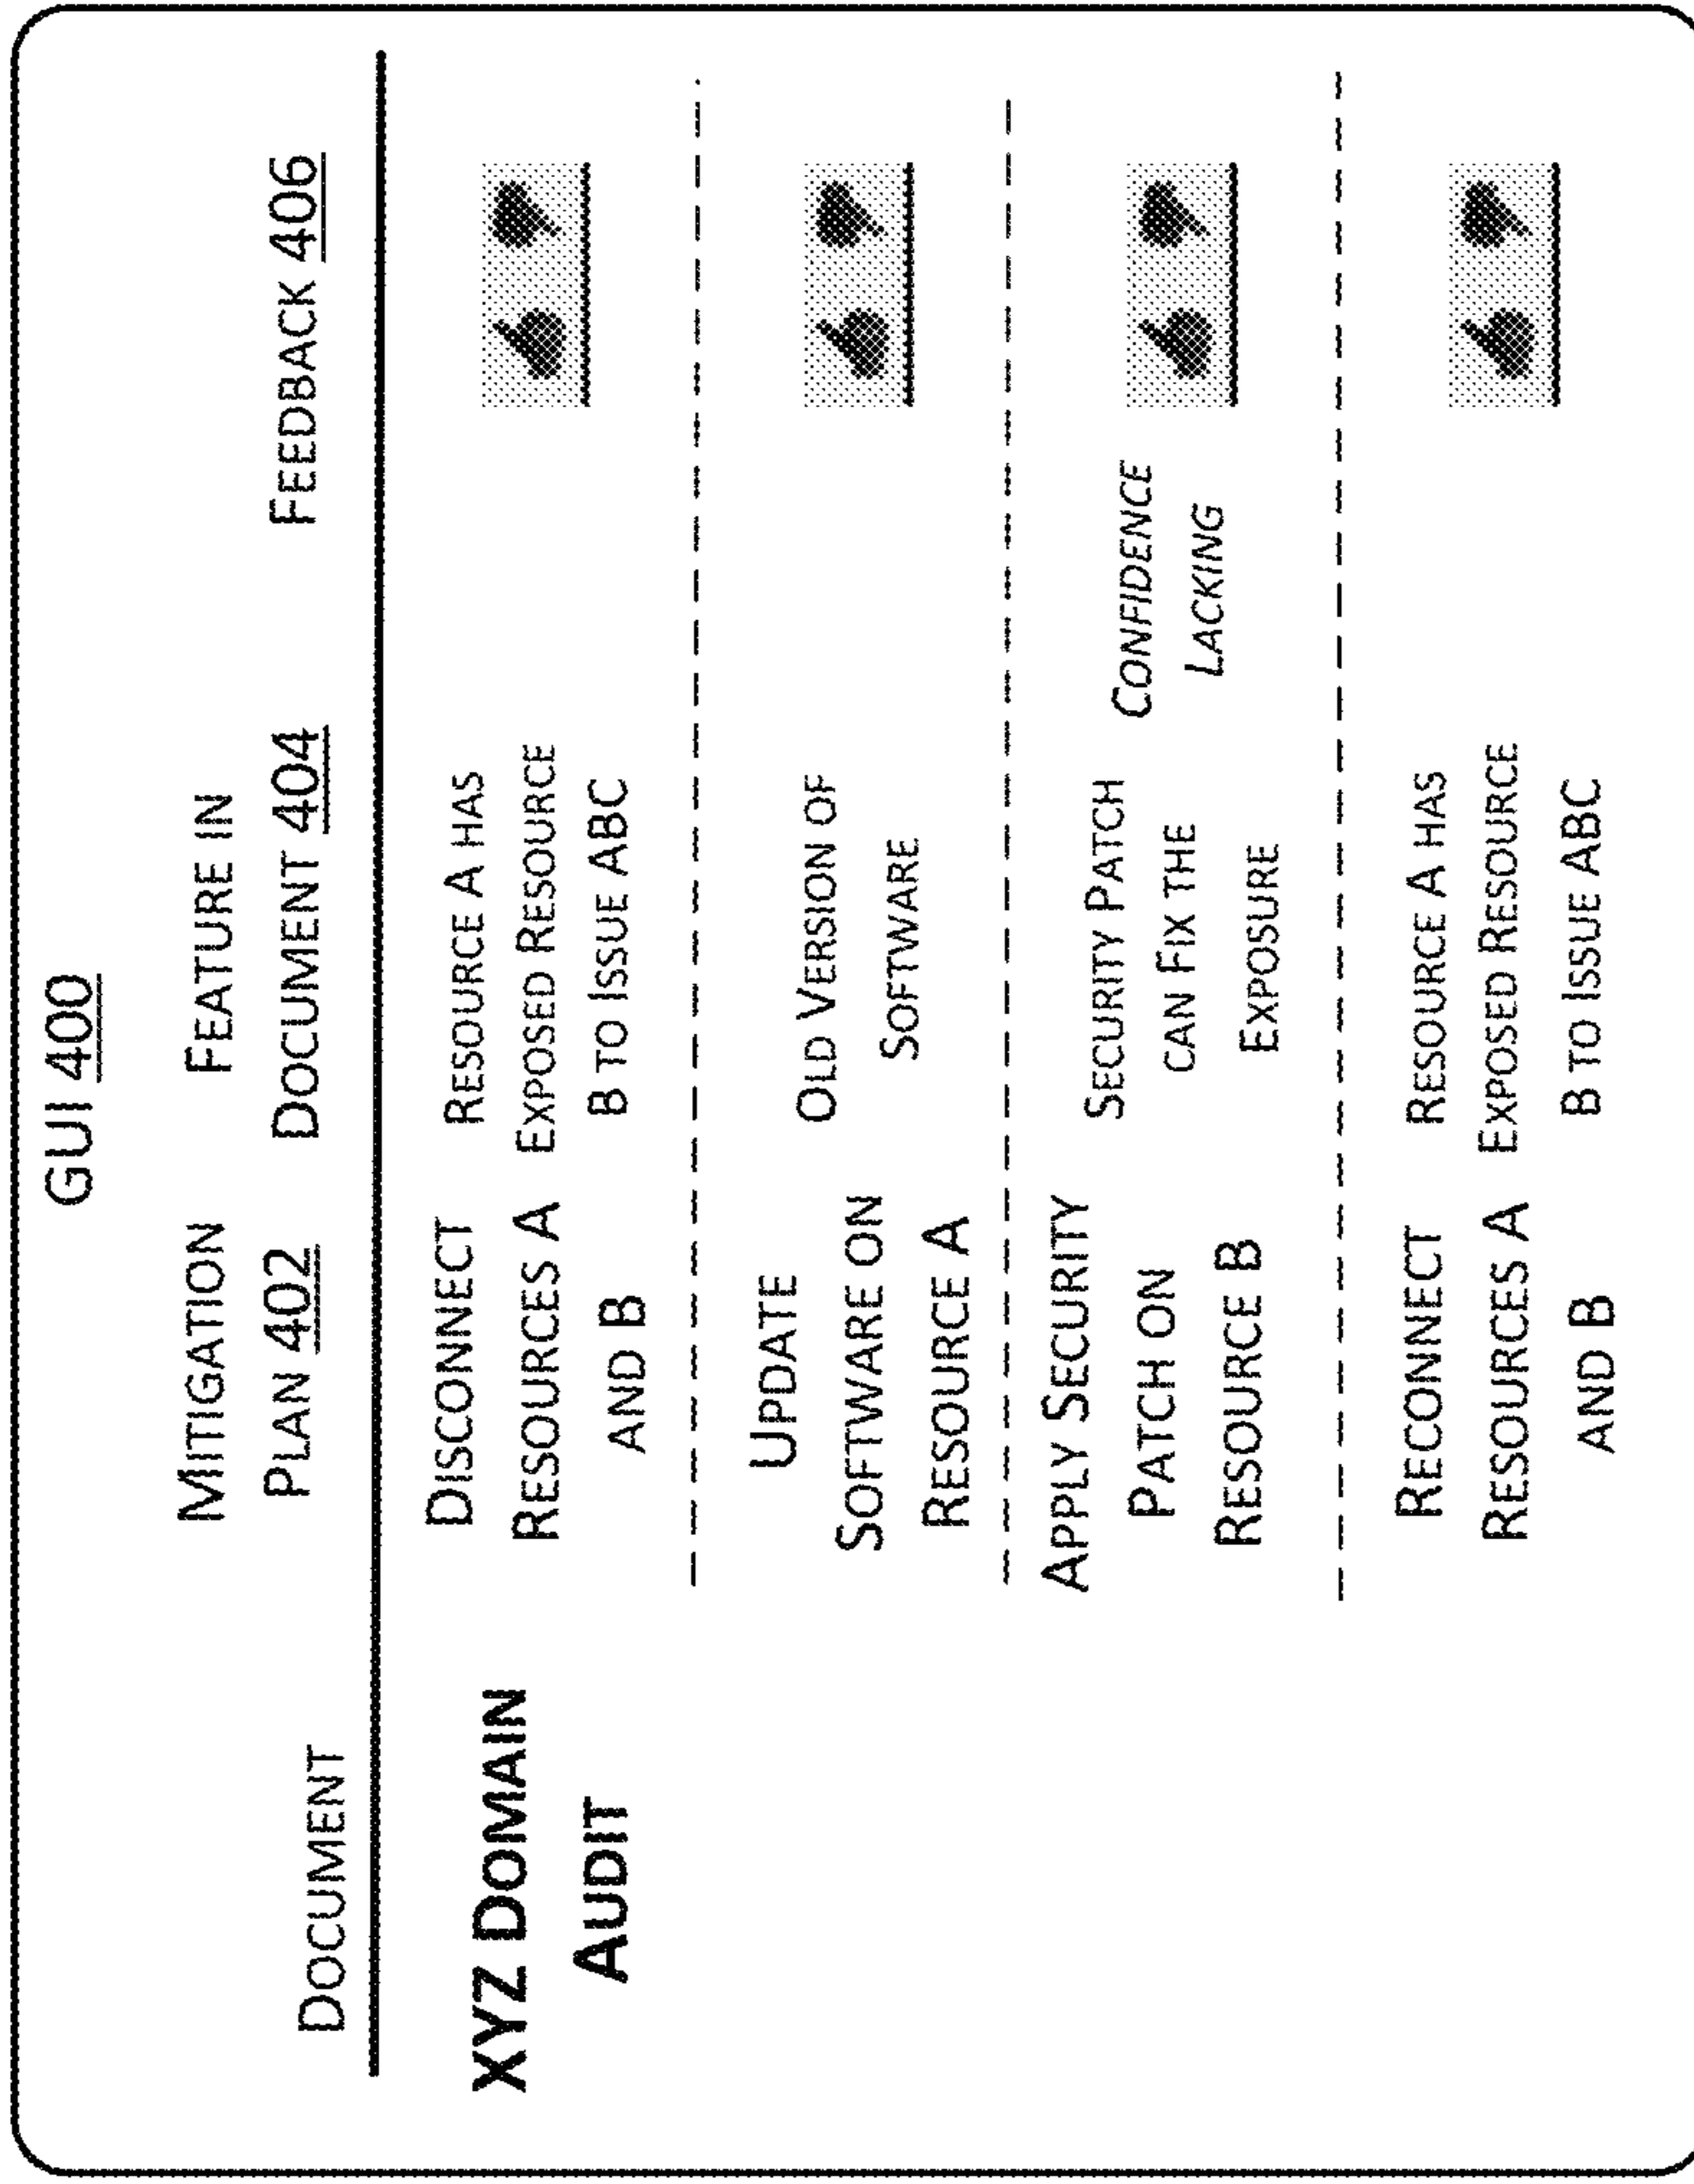 GUI 400
DOCUMENT
MITIGATION
PLAN 402
FEATURE IN
DOCUMENT 404
FEEDBACK 406
XYZ DOMAIN
AUDIT
DISCONNECT
RESOURCES A
AND B
RESOURCE A HAS
EXPOSED RESOURCE
B TO ISSUE ABC
UPDATE
SOFTWARE ON
RESOURCE A
OLD VERSION OF
SOFTWARE
APPLY SECURITY
PATCH ON
RESOURCE B
SECURITY PATCH
CAN FIX THE
EXPOSURE
CONFIDENCE
LACKING
RECONNECT
RESOURCES A
AND B
RESOURCE A HAS
EXPOSED RESOURCE
B TO ISSUE ABC